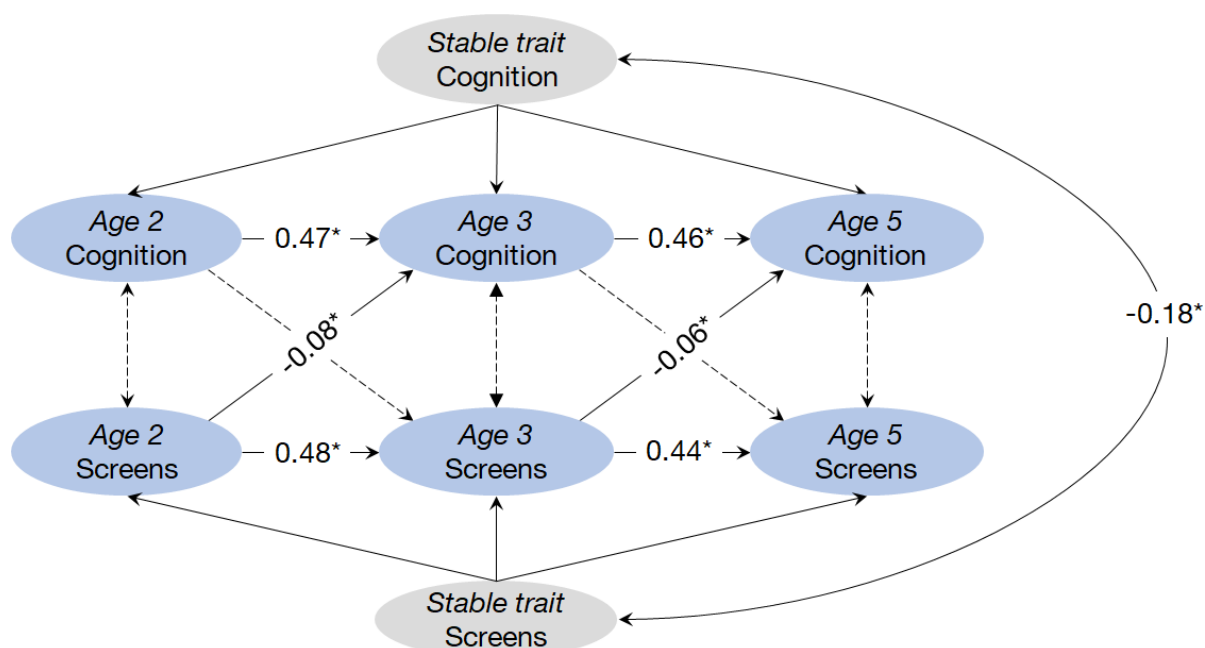 Stable trait
Cognition
Age 2
Cognition
0.47*
Age 3
Cognition
0.46*
Age 5
Cognition
-0.08*
-0.06*
-0.18*
Age 2
Screens
0.48*
Age 3
Screens
0.44*
Age 5
Screens
Stable trait
Screens